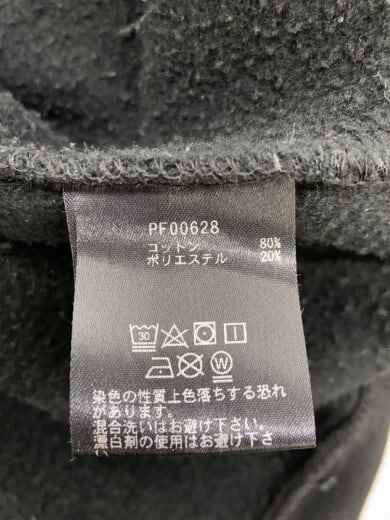 PF00628
コットン 80%
ポリエステル 20%
30
W
染色の性質上色落ちする恐れ
があります。
混合洗いはお避け下さい。
漂白剤の使用はお避け下さ
い。